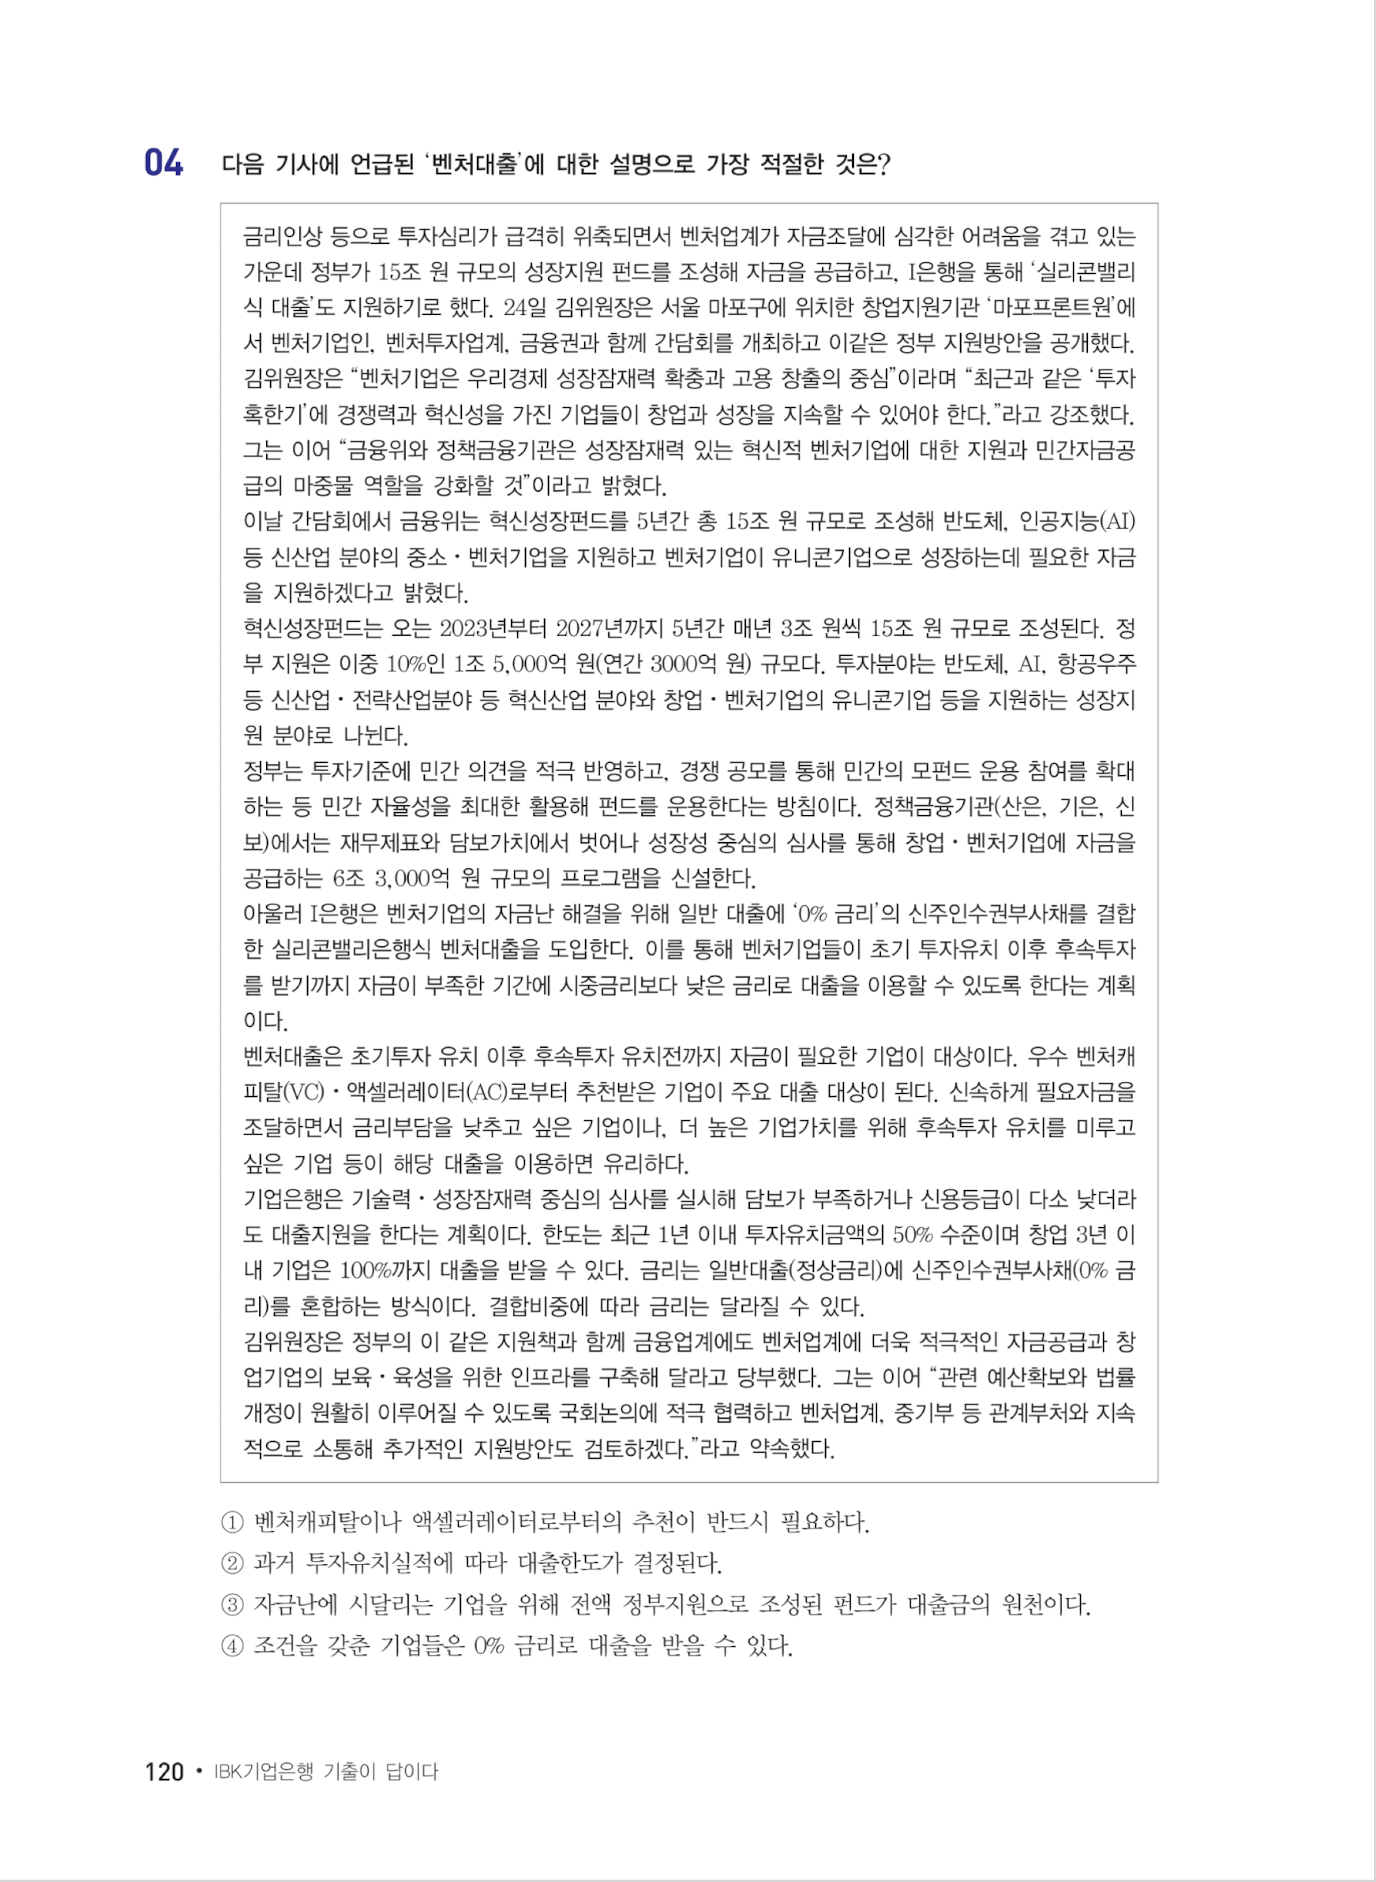 04 다음 기사에 언급된 ‘벤처대출’에 대한 설명으로 가장 적절한 것은?
금리인상 등으로 투자심리가 급격히 위축되면서 벤처업계가 자금조달에 심각한 어려움을 겪고 있는
가운데 정부가 15조 원 규모의 성장지원 펀드를 조성해 자금을 공급하고, I은행을 통해 ‘실리콘밸리
식 대출’도 지원하기로 했다. 24일 김위원장은 서울 마포구에 위치한 창업지원기관 ‘마포프론트원’에
서 벤처기업인, 벤처투자업계, 금융권과 함께 간담회를 개최하고 이같은 정부 지원방안을 공개했다.
김위원장은 “벤처기업은 우리경제 성장잠재력 확충과 고용 창출의 중심”이라며 “최근과 같은 ‘투자
혹한기’에 경쟁력과 혁신성을 가진 기업들이 창업과 성장을 지속할 수 있어야 한다.”라고 강조했다.
그는 이어 “금융위와 정책금융기관은 성장잠재력 있는 혁신적 벤처기업에 대한 지원과 민간자금공
급의 마중물 역할을 강화할 것”이라고 밝혔다.
이날 간담회에서 금융위는 혁신성장펀드를 5년간 총 15조 원 규모로 조성해 반도체, 인공지능(AI)
등 신산업 분야의 중소・벤처기업을 지원하고 벤처기업이 유니콘기업으로 성장하는데 필요한 자금
을 지원하겠다고 밝혔다.
혁신성장펀드는 오는 2023년부터 2027년까지 5년간 매년 3조 원씩 15조 원 규모로 조성된다. 정
부 지원은 이중 10%인 1조 5,000억 원(연간 3000억 원) 규모다. 투자분야는 반도체, AI, 항공우주
등 신산업・전략산업분야 등 혁신산업 분야와 창업・벤처기업의 유니콘기업 등을 지원하는 성장지
원 분야로 나뉜다.
정부는 투자기준에 민간 의견을 적극 반영하고, 경쟁 공모를 통해 민간의 모펀드 운용 참여를 확대
하는 등 민간 자율성을 최대한 활용해 펀드를 운용한다는 방침이다. 정책금융기관(산은, 기은, 신
보)에서는 재무제표와 담보가치에서 벗어나 성장성 중심의 심사를 통해 창업・벤처기업에 자금을
공급하는 6조 3,000억 원 규모의 프로그램을 신설한다.
아울러 I은행은 벤처기업의 자금난 해결을 위해 일반 대출에 ‘0% 금리’의 신주인수권부사채를 결합
한 실리콘밸리은행식 벤처대출을 도입한다. 이를 통해 벤처기업들이 초기 투자유치 이후 후속투자
를 받기까지 자금이 부족한 기간에 시중금리보다 낮은 금리로 대출을 이용할 수 있도록 한다는 계획
이다.
벤처대출은 초기투자 유치 이후 후속투자 유치전까지 자금이 필요한 기업이 대상이다. 우수 벤처캐
피탈(VC)・액셀러레이터(AC)로부터 추천받은 기업이 주요 대출 대상이 된다. 신속하게 필요자금을
조달하면서 금리부담을 낮추고 싶은 기업이나, 더 높은 기업가치를 위해 후속투자 유치를 미루고
싶은 기업 등이 해당 대출을 이용하면 유리하다.
기업은행은 기술력・성장잠재력 중심의 심사를 실시해 담보가 부족하거나 신용등급이 다소 낮더라
도 대출지원을 한다는 계획이다. 한도는 최근 1년 이내 투자유치금액의 50% 수준이며 창업 3년 이
내 기업은 100%까지 대출을 받을 수 있다. 금리는 일반대출(정상금리)에 신주인수권부사채(0% 금
리)를 혼합하는 방식이다. 결합비중에 따라 금리는 달라질 수 있다.
김위원장은 정부의 이 같은 지원책과 함께 금융업계에도 벤처업계에 더욱 적극적인 자금공급과 창
업기업의 보육・육성을 위한 인프라를 구축해 달라고 당부했다. 그는 이어 “관련 예산확보와 법률
개정이 원활히 이루어질 수 있도록 국회논의에 적극 협력하고 벤처업계, 중기부 등 관계부처와 지속
적으로 소통해 추가적인 지원방안도 검토하겠다.”라고 약속했다.
① 벤처캐피탈이나 액셀러레이터로부터의 추천이 반드시 필요하다.
② 과거 투자유치실적에 따라 대출한도가 결정된다.
③ 자금난에 시달리는 기업을 위해 전액 정부지원으로 조성된 펀드가 대출금의 원천이다.
④ 조건을 갖춘 기업들은 0% 금리로 대출을 받을 수 있다.
120 • IBK기업은행 기출이 답이다